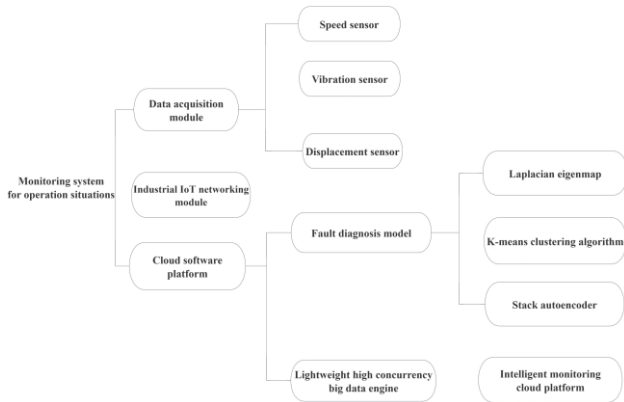 Speed sensor
Vibration sensor
Data acquisition
module
Displacement sensor
Monitoring system
for operation situations
Industrial IoT networking
module
Laplacian eigenmap
Cloud software
platform
Fault diagnosis model
K-means clustering algorithm
Stack autoencoder
Lightweight high concurrency
big data engine
Intelligent monitoring
cloud platform